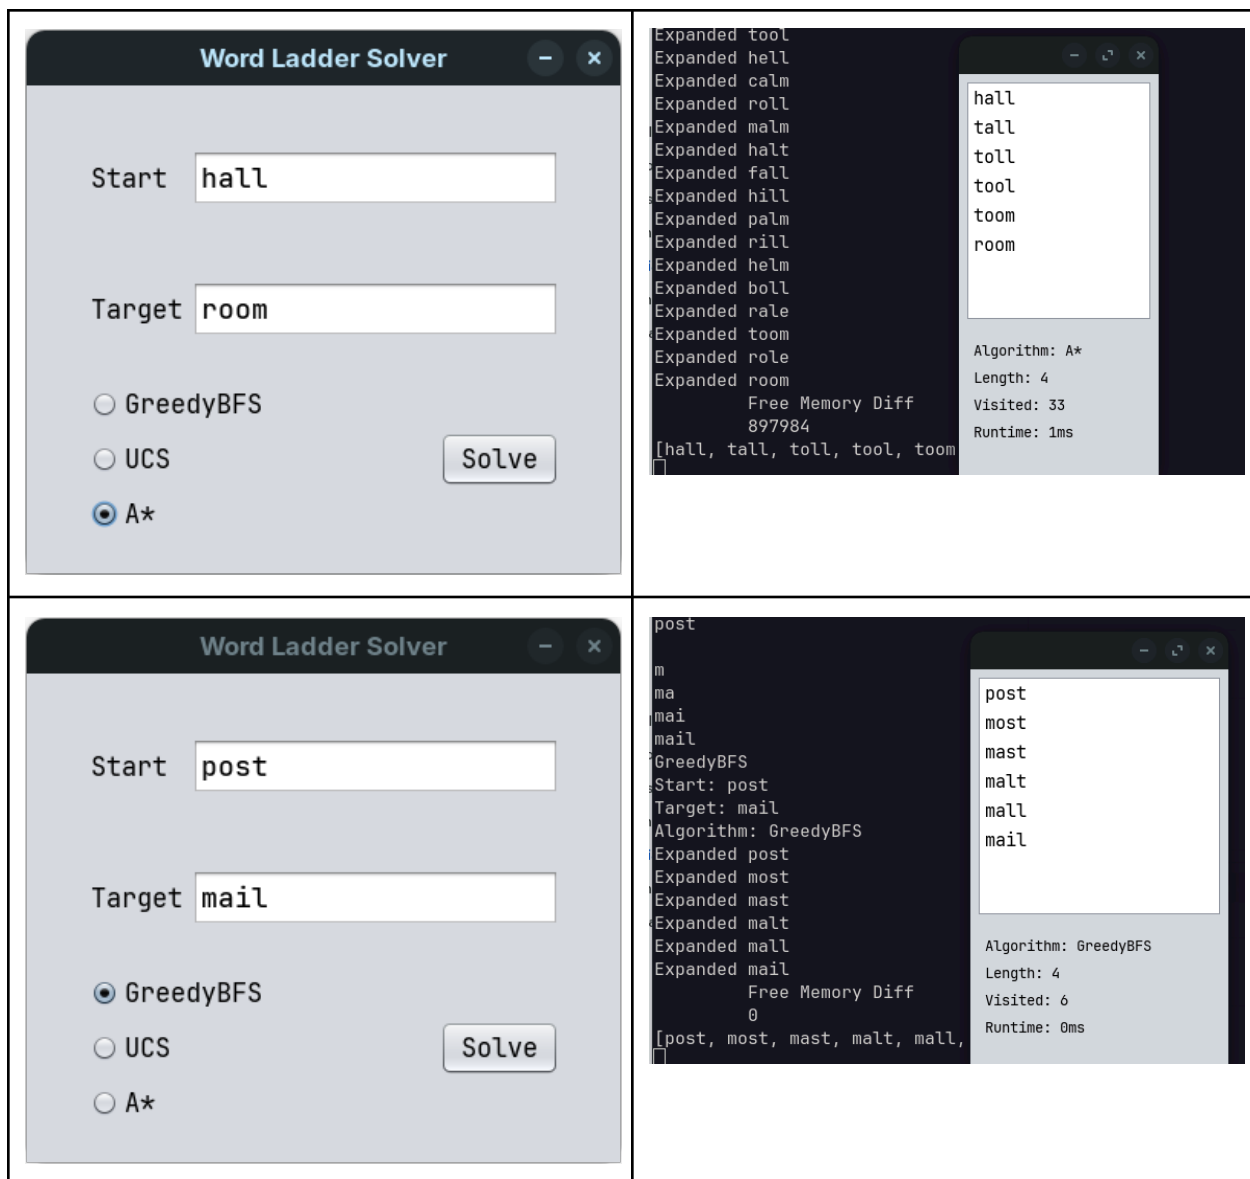 Word Ladder Solver
Start hall
Target room
GreedyBFS
UCS
Solve
A*
Expanded tool
Expanded hell
Expanded calm
Expanded roll
Expanded malm
Expanded halt
Expanded fall
Expanded hill
Expanded palm
Expanded rill
Expanded helm
Expanded boll
Expanded rale
Expanded toom
Expanded role
Expanded room
Free Memory Diff
897984
[hall, tall, toll, tool, toom
hall
tall
toll
tool
toom
room
Algorithm: A*
Length: 4
Visited: 33
Runtime: 1ms
Word Ladder Solver
Start post
Target mail
GreedyBFS
UCS
Solve
A*
post
m
ma
mai
mail
GreedyBFS
Start: post
Target: mail
Algorithm: GreedyBFS
Expanded post
Expanded most
Expanded mast
Expanded malt
Expanded mall
Expanded mail
Free Memory Diff
0
[post, most, mast, malt, mall,
post
most
mast
malt
mall
mail
Algorithm: GreedyBFS
Length: 4
Visited: 6
Runtime: 0ms